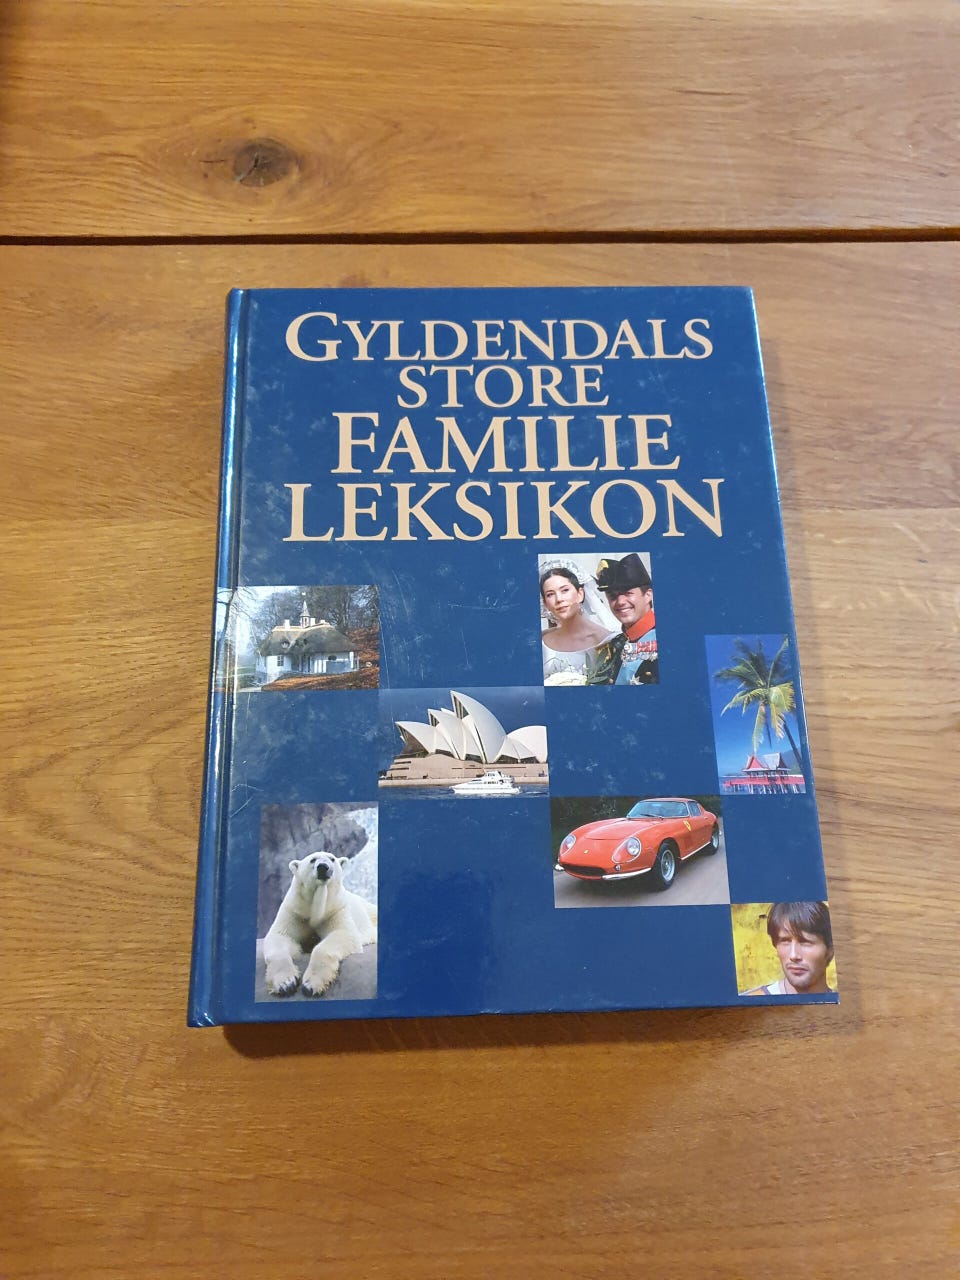 GYLDENDALS
STORE
FAMILIE
LEKSIKON